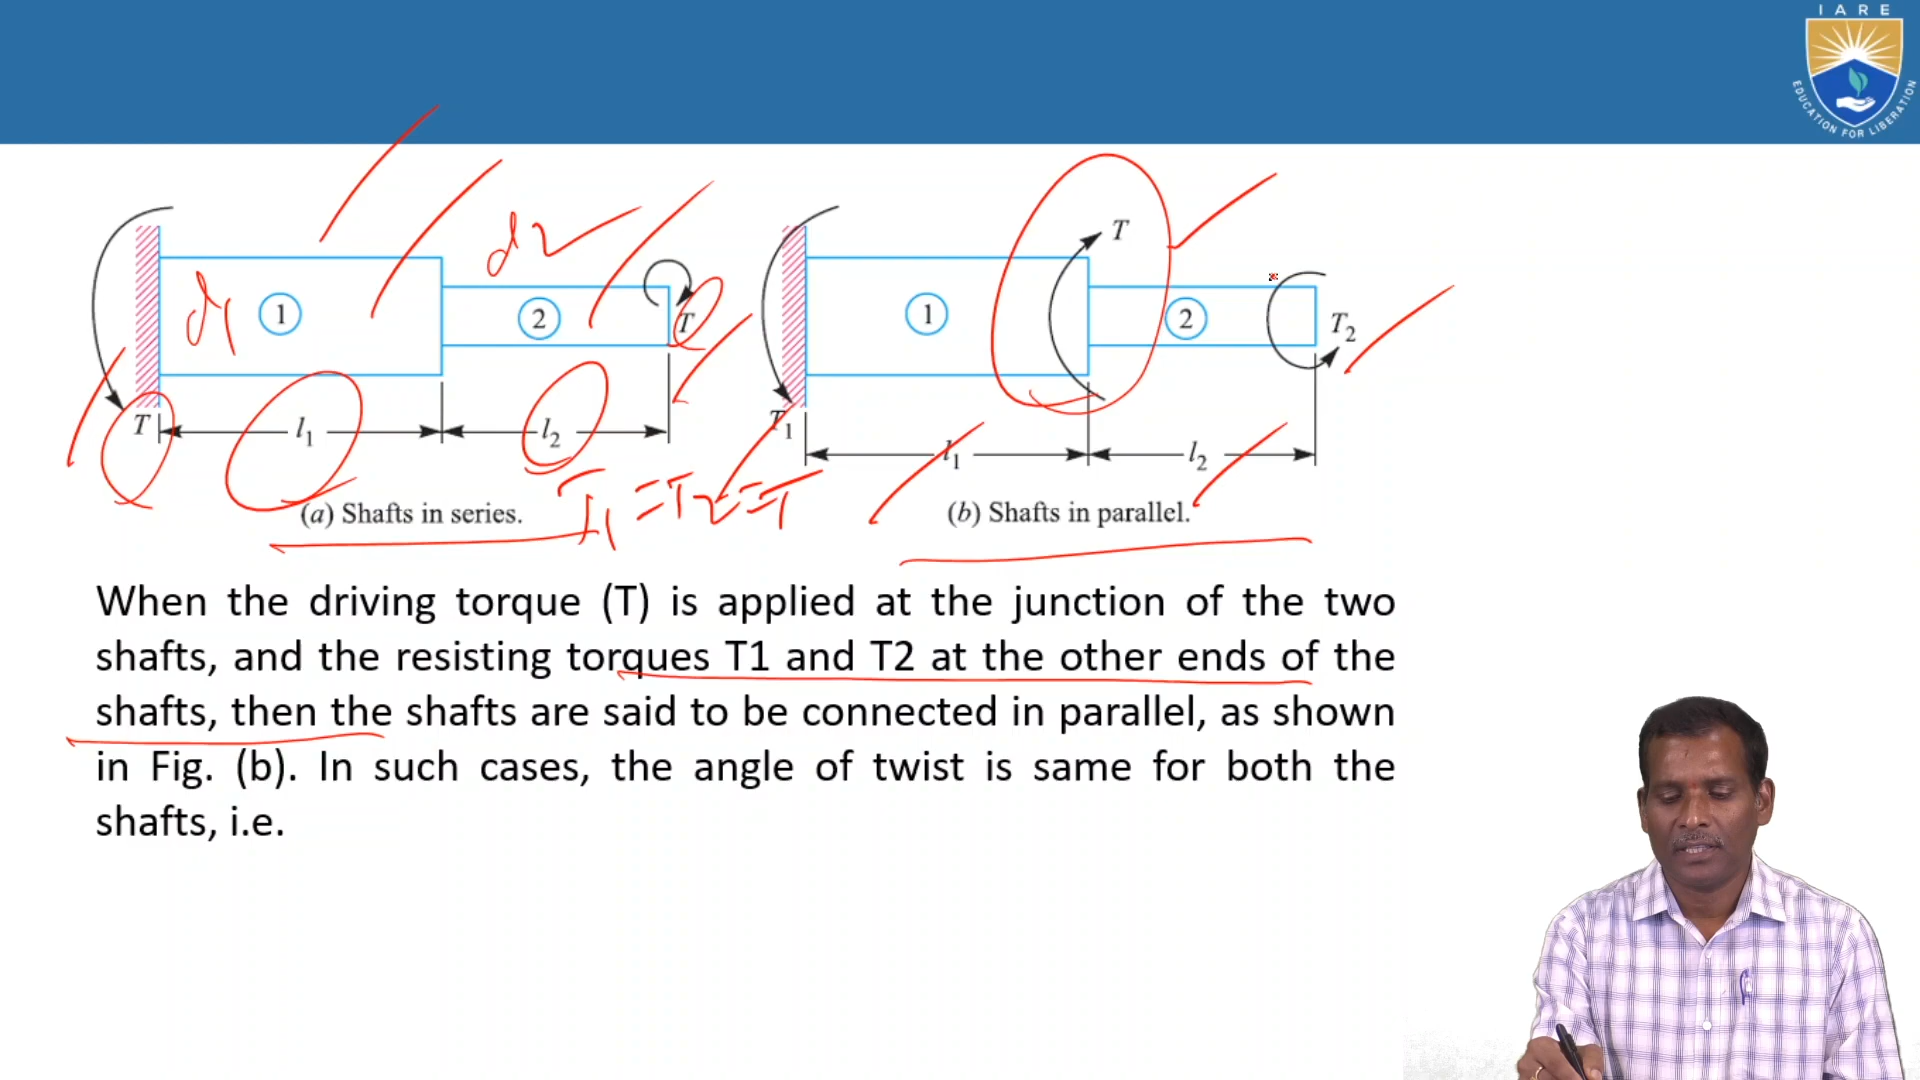 IARE
EDUCATION FOR LIBERATION
d1
1
d2
2
T
T
l1
l2
(a) Shafts in series.
T1 = T2 = T
1
T
2
T2
T1
l1
l2
(b) Shafts in parallel.
When the driving torque (T) is applied at the junction of the two
shafts, and the resisting torques T1 and T2 at the other ends of the
shafts, then the shafts are said to be connected in parallel, as shown
in Fig. (b). In such cases, the angle of twist is same for both the
shafts, i.e.